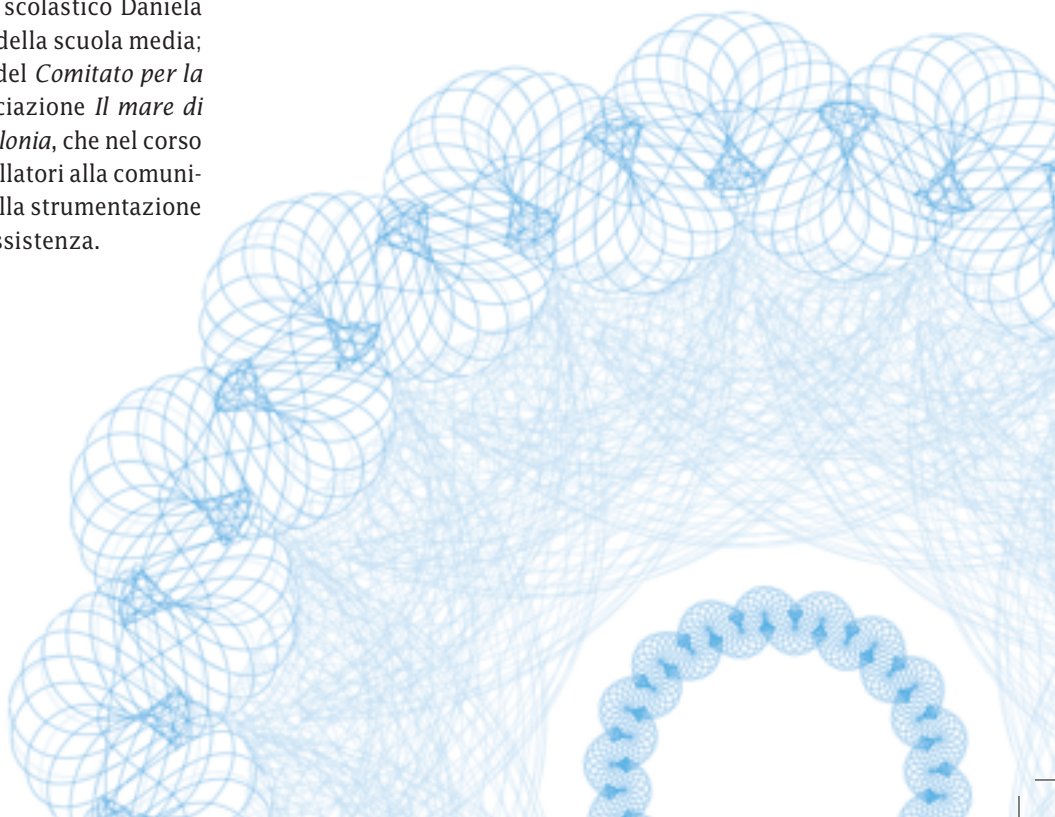 scolastico Daniela
della scuola media;
del Comitato per la
ciazione Il mare di
lonia, che nel corso
llatori alla comuni-
lla strumentazione
ssistenza.